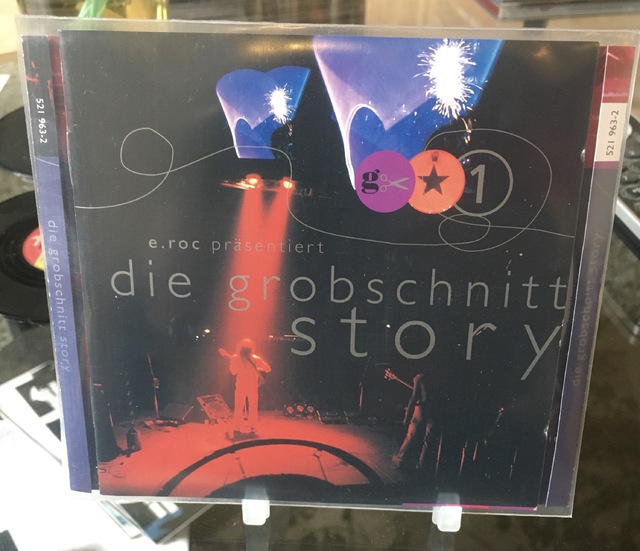 521 963-2
die grobschnitt story
g
1
e.roc präsentiert
die grobschnitt
story
521 963-2
die grobschnitt story